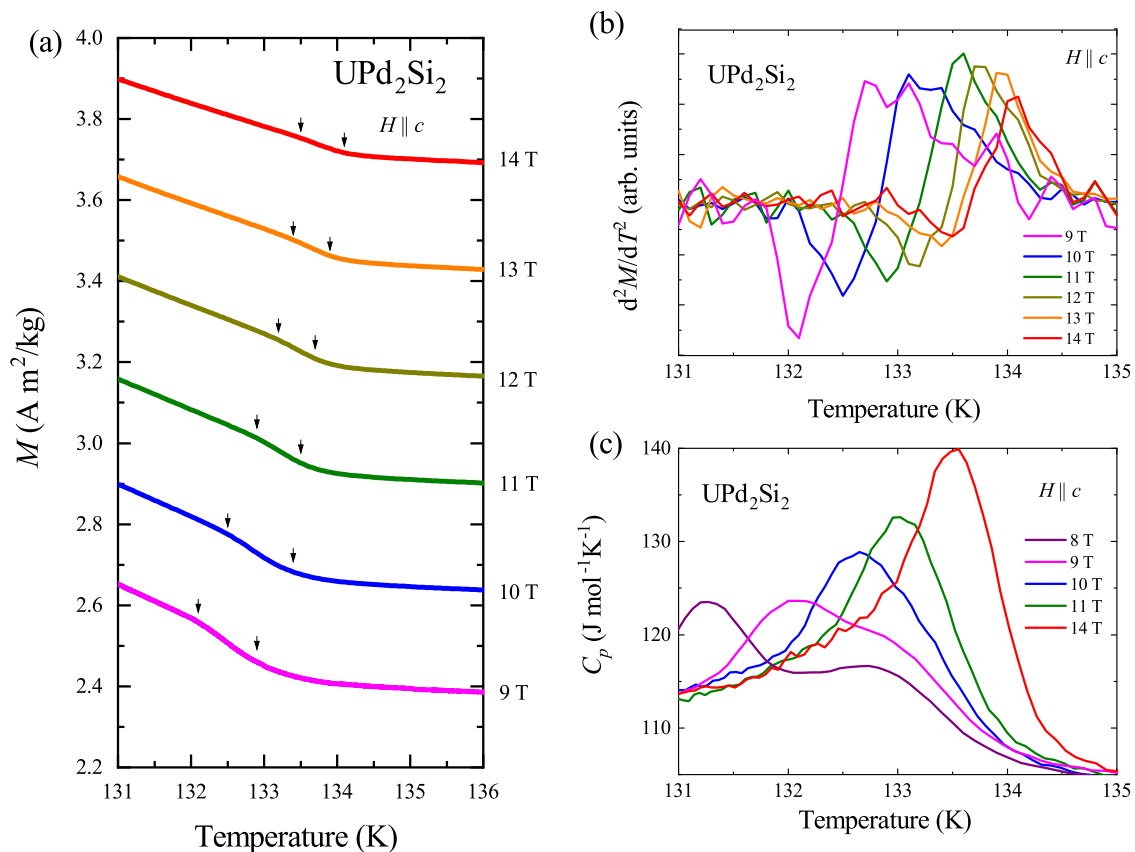 (a)
UPd₂Si₂
H ∥ c
14 T
13 T
12 T
11 T
10 T
9 T
4.0
3.8
3.6
3.4
3.2
3.0
2.8
2.6
2.4
2.2
M (A m²/kg)
131 132 133 134 135 136
Temperature (K)
(b)
UPd₂Si₂
H ∥ c
d²M/dT² (arb. units)
9 T
10 T
11 T
12 T
13 T
14 T
131 132 133 134 135
Temperature (K)
(c)
UPd₂Si₂
H ∥ c
140
130
120
110
C_p (J mol⁻¹K⁻¹)
8 T
9 T
10 T
11 T
14 T
131 132 133 134 135
Temperature (K)